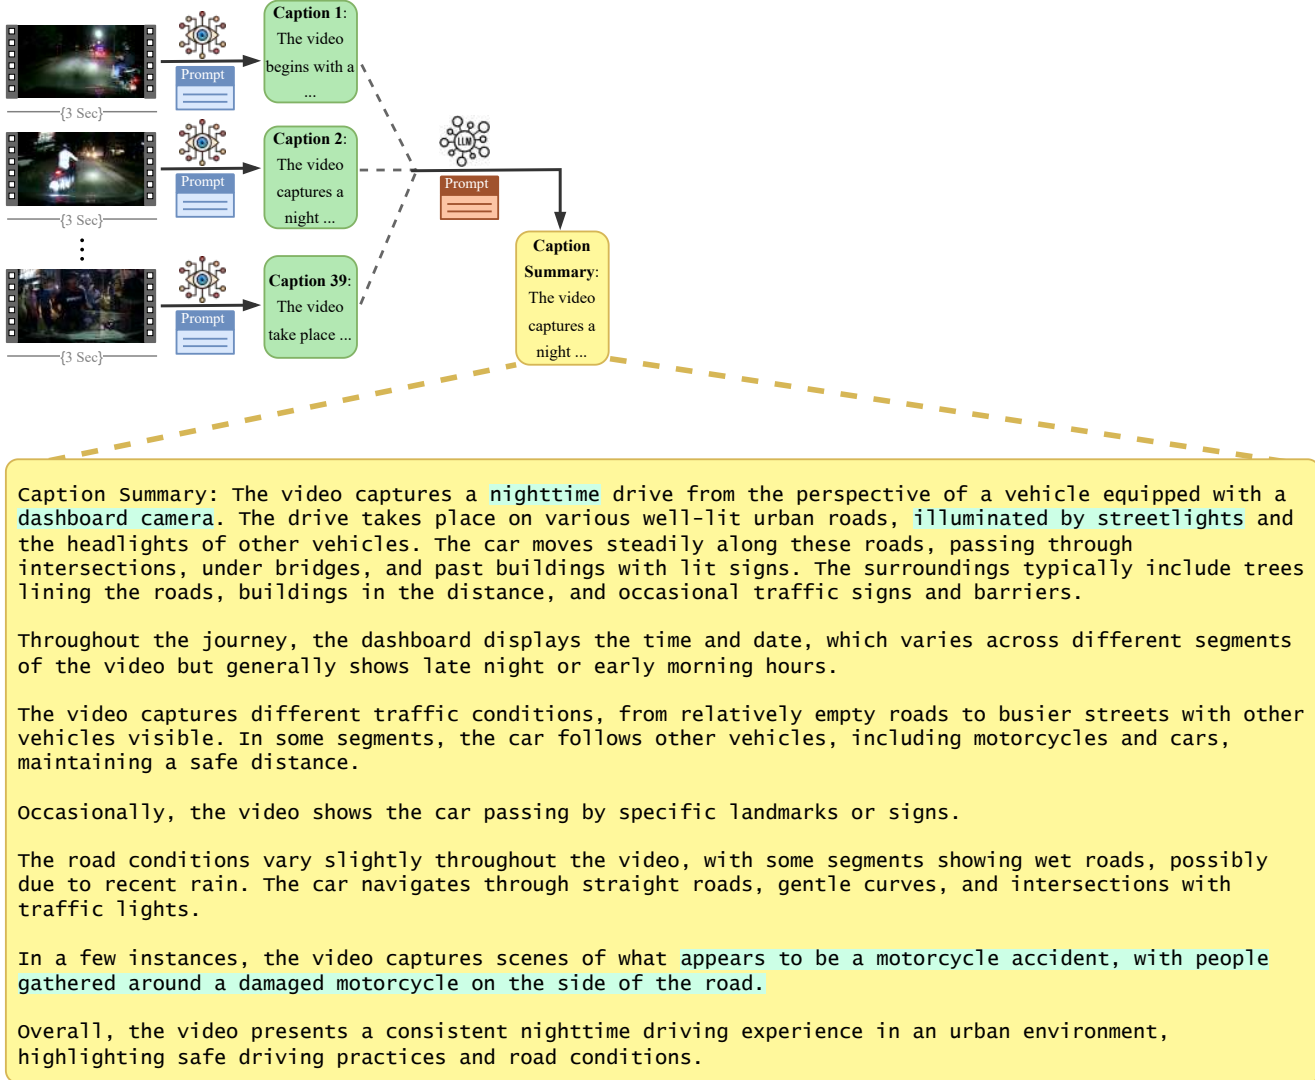 Caption 1:
The video
begins with a
...
Prompt
{3 Sec}
Caption 2:
The video
captures a
night ...
Prompt
{3 Sec}
Caption 39:
The video
take place ...
Prompt
{3 Sec}
LLM
Prompt
Caption
Summary:
The video
captures a
night ...
Caption Summary: The video captures a nighttime drive from the perspective of a vehicle equipped with a
dashboard camera. The drive takes place on various well-lit urban roads, illuminated by streetlights and
the headlights of other vehicles. The car moves steadily along these roads, passing through
intersections, under bridges, and past buildings with lit signs. The surroundings typically include trees
lining the roads, buildings in the distance, and occasional traffic signs and barriers.
Throughout the journey, the dashboard displays the time and date, which varies across different segments
of the video but generally shows late night or early morning hours.
The video captures different traffic conditions, from relatively empty roads to busier streets with other
vehicles visible. In some segments, the car follows other vehicles, including motorcycles and cars,
maintaining a safe distance.
Occasionally, the video shows the car passing by specific landmarks or signs.
The road conditions vary slightly throughout the video, with some segments showing wet roads, possibly
due to recent rain. The car navigates through straight roads, gentle curves, and intersections with
traffic lights.
In a few instances, the video captures scenes of what appears to be a motorcycle accident, with people
gathered around a damaged motorcycle on the side of the road.
Overall, the video presents a consistent nighttime driving experience in an urban environment,
highlighting safe driving practices and road conditions.